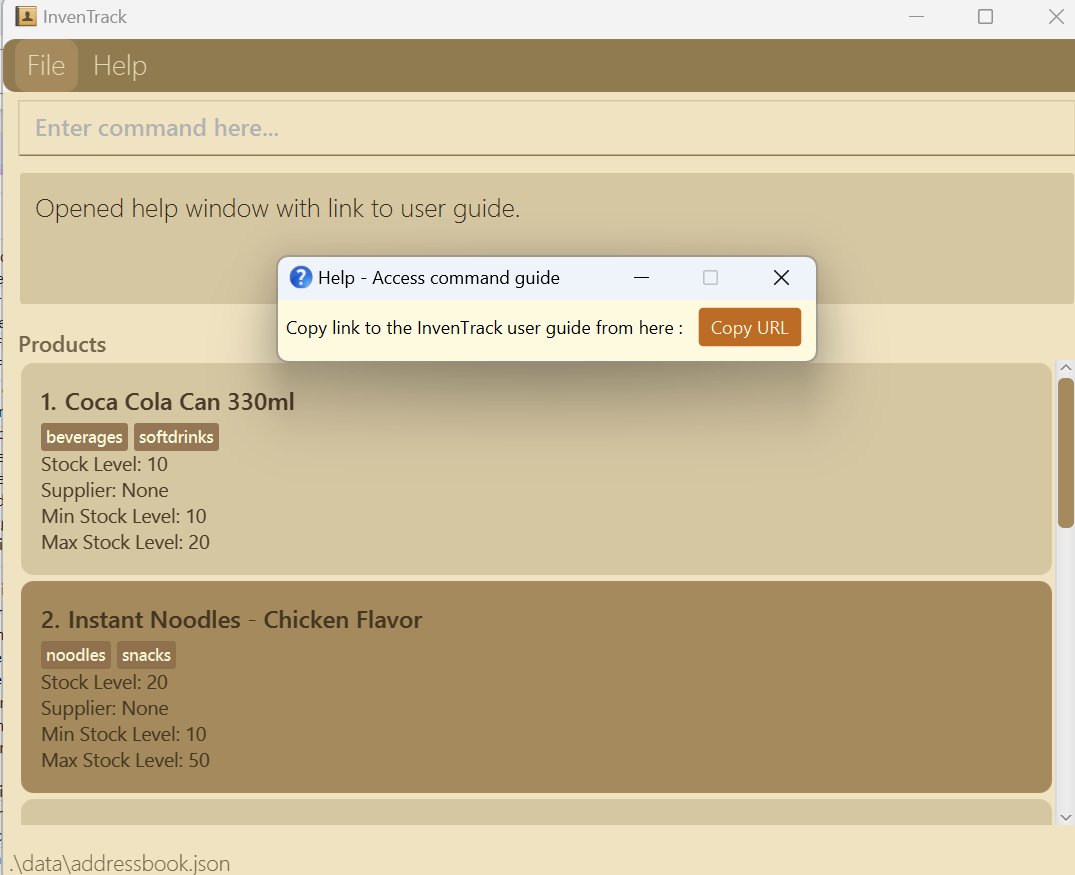 InvenTrack
File Help
Enter command here...
Opened help window with link to user guide.
Help - Access command guide
Copy link to the InvenTrack user guide from here : Copy URL
Products
1. Coca Cola Can 330ml
beverages softdrinks
Stock Level: 10
Supplier: None
Min Stock Level: 10
Max Stock Level: 20
2. Instant Noodles - Chicken Flavor
noodles snacks
Stock Level: 20
Supplier: None
Min Stock Level: 10
Max Stock Level: 50
.\data\addressbook.json